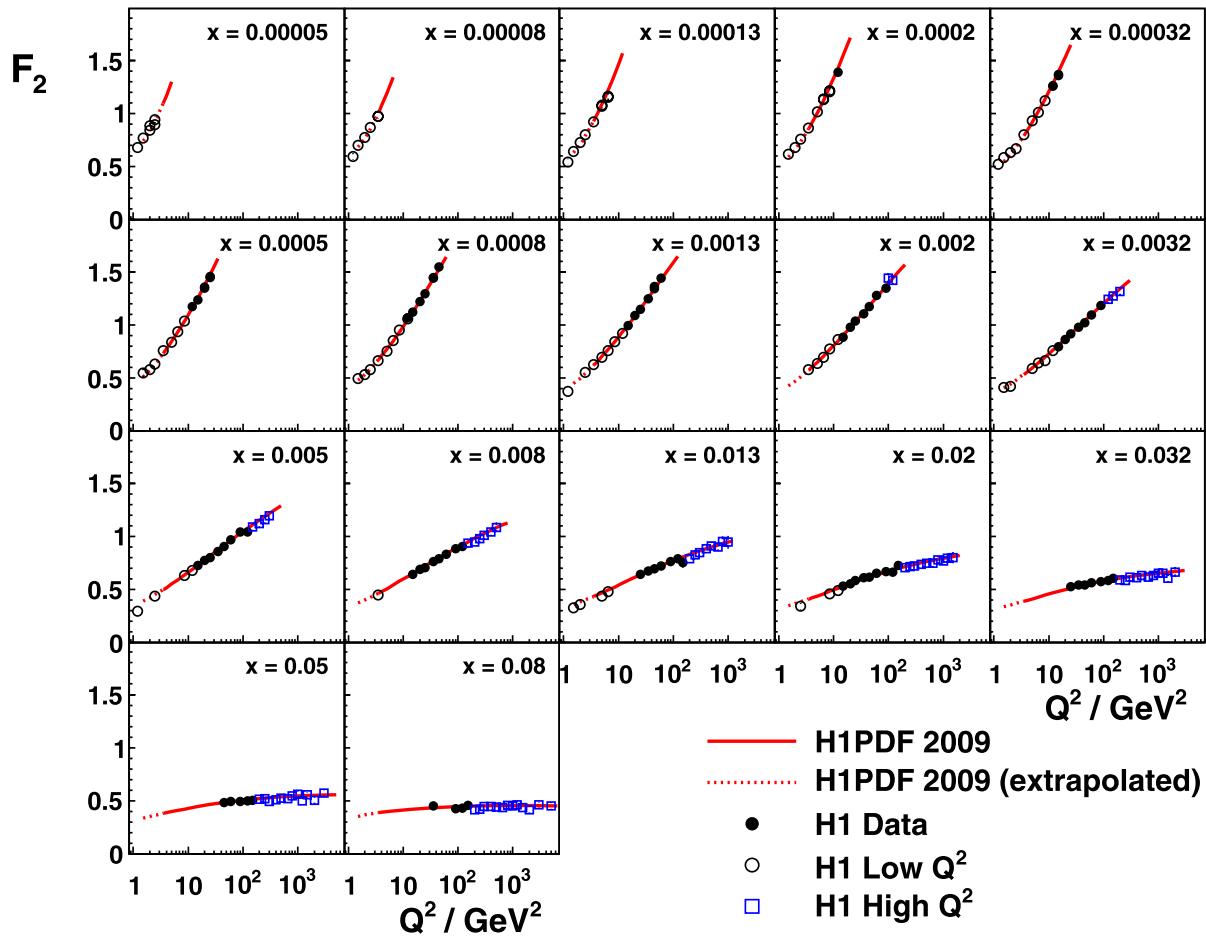 F₂
x = 0.00005
x = 0.00008
x = 0.00013
x = 0.0002
x = 0.00032
1.5
1
0.5
0
x = 0.0005
x = 0.0008
x = 0.0013
x = 0.002
x = 0.0032
1.5
1
0.5
0
x = 0.005
x = 0.008
x = 0.013
x = 0.02
x = 0.032
1.5
1
0.5
0
x = 0.05
x = 0.08
1 10 10² 10³
1 10 10² 10³
1 10 10² 10³
Q² / GeV²
1.5
1
0.5
0
1 10 10² 10³
1 10 10² 10³
Q² / GeV²
H1PDF 2009
H1PDF 2009 (extrapolated)
H1 Data
H1 Low Q²
H1 High Q²